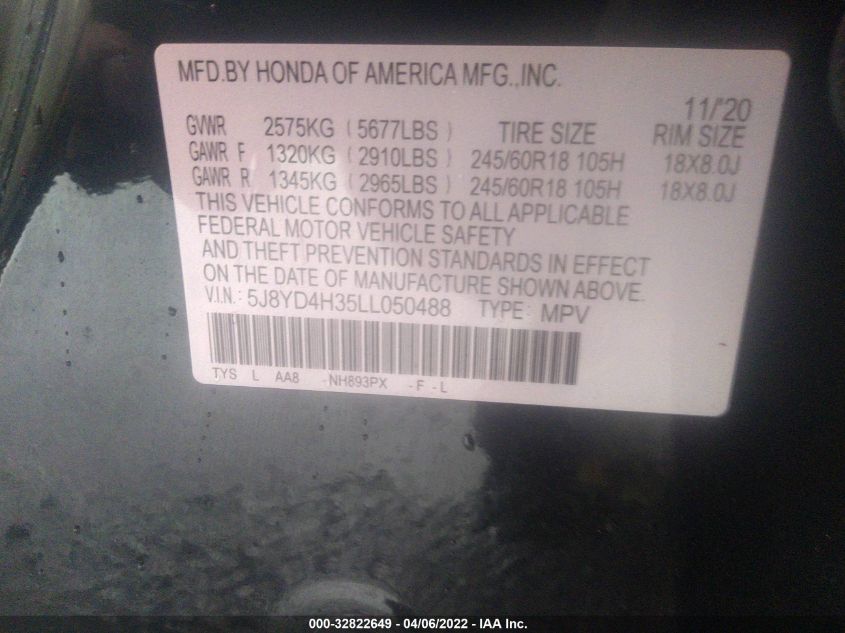 MFD.BY HONDA OF AMERICA MFG.,INC.
11/'20
GVWR 2575KG (5677LBS) TIRE SIZE RIM SIZE
GAWR F 1320KG (2910LBS) 245/60R18 105H 18X8.0J
GAWR R 1345KG (2965LBS) 245/60R18 105H 18X8.0J
THIS VEHICLE CONFORMS TO ALL APPLICABLE
FEDERAL MOTOR VEHICLE SAFETY
AND THEFT PREVENTION STANDARDS IN EFFECT
ON THE DATE OF MANUFACTURE SHOWN ABOVE.
V.I.N.: 5J8YD4H35LL050488 TYPE: MPV
TYS L AA8 -NH893PX -F -L
000-32822649 - 04/06/2022 - IAA Inc.